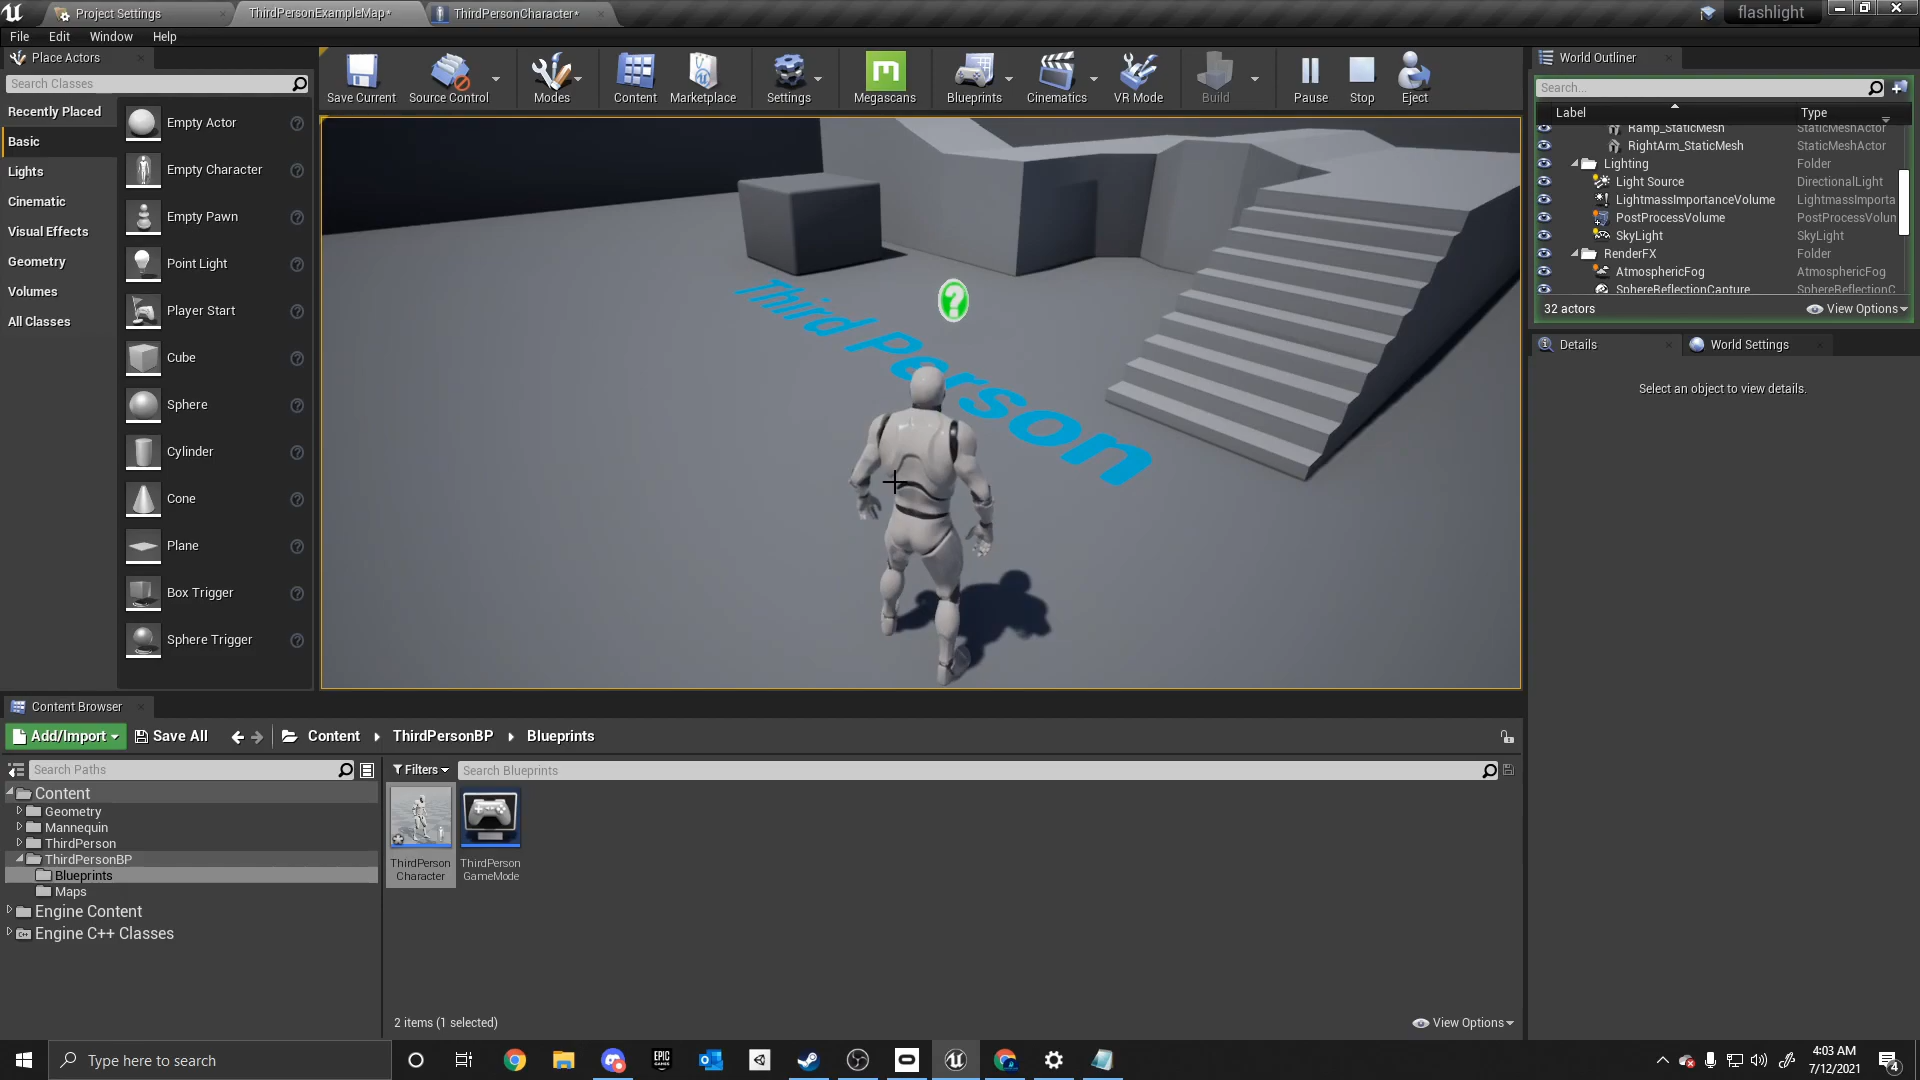 Project Settings
ThirdPersonExampleMap*
ThirdPersonCharacter*
flashlight
File Edit Window Help
Place Actors
Search Classes
Recently Placed
Basic
Lights
Cinematic
Visual Effects
Geometry
Volumes
All Classes
Empty Actor
Empty Character
Empty Pawn
Point Light
Player Start
Cube
Sphere
Cylinder
Cone
Plane
Box Trigger
Sphere Trigger
Save Current
Source Control
Modes
Content
Marketplace
Settings
Megascans
Blueprints
Cinematics
VR Mode
Build
Pause
Stop
Eject
Third Person
?
World Outliner
Search...
Label Type
Ramp_StaticMesh StaticMeshActor
RightArm_StaticMesh StaticMeshActor
Lighting Folder
Light Source DirectionalLight
LightmassImportanceVolume LightmassImporta
PostProcessVolume PostProcessVolun
SkyLight SkyLight
RenderFX Folder
AtmosphericFog AtmosphericFog
SphereReflectionCapture SphereReflectionC
32 actors
View Options
Details
World Settings
Select an object to view details.
Content Browser
Add/Import
Save All
Content
ThirdPersonBP
Blueprints
Search Paths
Filters
Search Blueprints
Content
Geometry
Mannequin
ThirdPerson
ThirdPersonBP
Blueprints
Maps
Engine Content
Engine C++ Classes
ThirdPerson
Character
ThirdPerson
GameMode
2 items (1 selected)
View Options
Type here to search
EPIC
GAMES
4:03 AM
7/12/2021
4